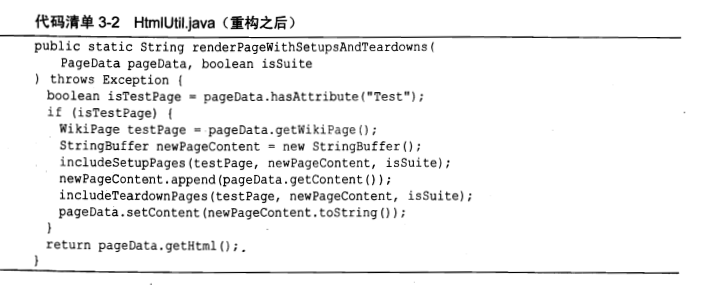 代码清单 3-2 HtmlUtil.java（重构之后）
public static String renderPageWithSetupsAndTeardowns(
    PageData pageData, boolean isSuite
) throws Exception {
  boolean isTestPage = pageData.hasAttribute("Test");
  if (isTestPage) {
    WikiPage testPage = pageData.getWikiPage();
    StringBuffer newPageContent = new StringBuffer();
    includeSetupPages(testPage, newPageContent, isSuite);
    newPageContent.append(pageData.getContent());
    includeTeardownPages(testPage, newPageContent, isSuite);
    pageData.setContent(newPageContent.toString());
  }
  return pageData.getHtml();
}